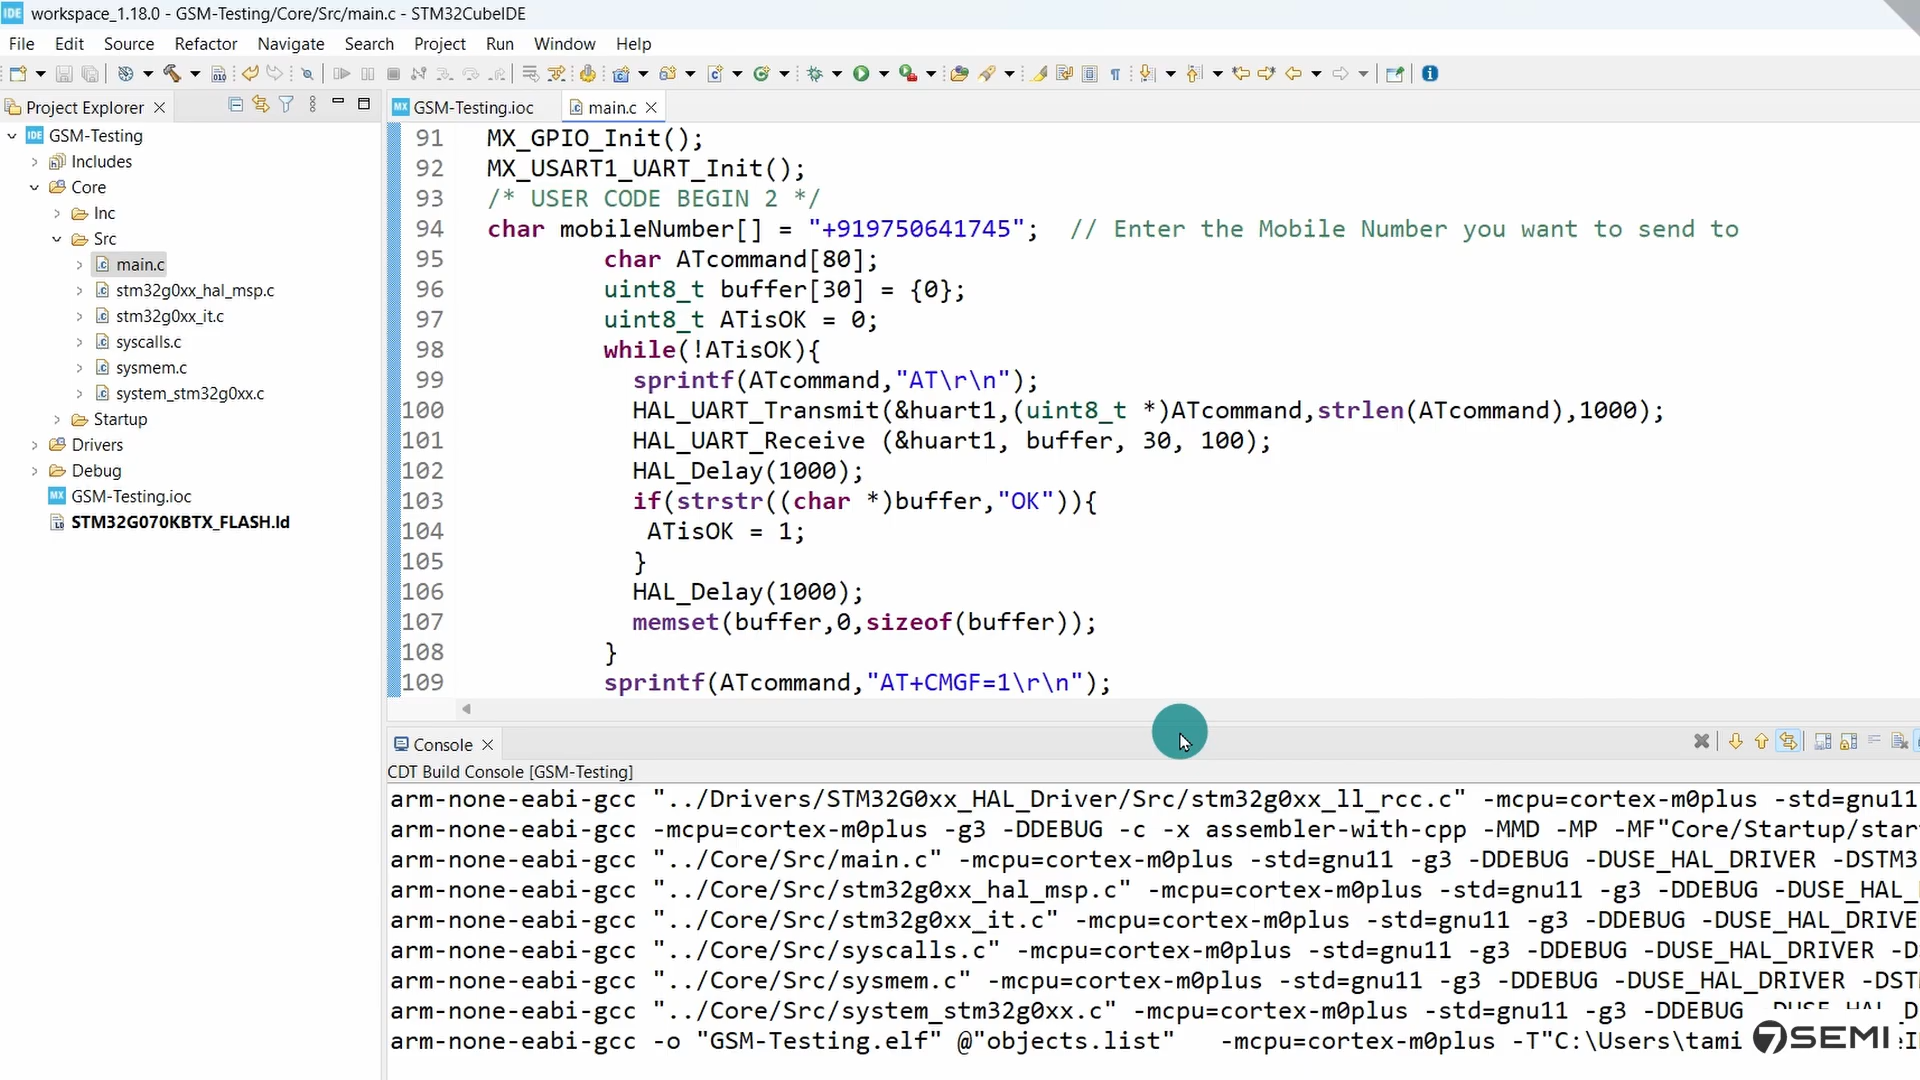 workspace_1.18.0 - GSM-Testing/Core/Src/main.c - STM32CubeIDE
File Edit Source Refactor Navigate Search Project Run Window Help
Project Explorer
GSM-Testing
Includes
Core
Inc
Src
main.c
stm32g0xx_hal_msp.c
stm32g0xx_it.c
syscalls.c
sysmem.c
system_stm32g0xx.c
Startup
Drivers
Debug
GSM-Testing.ioc
STM32G070KBTX_FLASH.ld
GSM-Testing.ioc main.c
91 MX_GPIO_Init();
92 MX_USART1_UART_Init();
93 /* USER CODE BEGIN 2 */
94 char mobileNumber[] = "+919750641745"; // Enter the Mobile Number you want to send to
95 char ATcommand[80];
96 uint8_t buffer[30] = {0};
97 uint8_t ATisOK = 0;
98 while(!ATisOK){
99 sprintf(ATcommand,"AT\r\n");
100 HAL_UART_Transmit(&huart1,(uint8_t *)ATcommand,strlen(ATcommand),1000);
101 HAL_UART_Receive (&huart1, buffer, 30, 100);
102 HAL_Delay(1000);
103 if(strstr((char *)buffer,"OK")){
104 ATisOK = 1;
105 }
106 HAL_Delay(1000);
107 memset(buffer,0,sizeof(buffer));
108 }
109 sprintf(ATcommand,"AT+CMGF=1\r\n");
Console
CDT Build Console [GSM-Testing]
arm-none-eabi-gcc "../Drivers/STM32G0xx_HAL_Driver/Src/stm32g0xx_ll_rcc.c" -mcpu=cortex-m0plus -std=gnu11
arm-none-eabi-gcc -mcpu=cortex-m0plus -g3 -DDEBUG -c -x assembler-with-cpp -MMD -MP -MF"Core/Startup/star
arm-none-eabi-gcc "../Core/Src/main.c" -mcpu=cortex-m0plus -std=gnu11 -g3 -DDEBUG -DUSE_HAL_DRIVER -DSTM3
arm-none-eabi-gcc "../Core/Src/stm32g0xx_hal_msp.c" -mcpu=cortex-m0plus -std=gnu11 -g3 -DDEBUG -DUSE_HAL_
arm-none-eabi-gcc "../Core/Src/stm32g0xx_it.c" -mcpu=cortex-m0plus -std=gnu11 -g3 -DDEBUG -DUSE_HAL_DRIVE
arm-none-eabi-gcc "../Core/Src/syscalls.c" -mcpu=cortex-m0plus -std=gnu11 -g3 -DDEBUG -DUSE_HAL_DRIVER -D
arm-none-eabi-gcc "../Core/Src/sysmem.c" -mcpu=cortex-m0plus -std=gnu11 -g3 -DDEBUG -DUSE_HAL_DRIVER -DST
arm-none-eabi-gcc "../Core/Src/system_stm32g0xx.c" -mcpu=cortex-m0plus -std=gnu11 -g3 -DDEBUG
arm-none-eabi-gcc -o "GSM-Testing.elf" @"objects.list" -mcpu=cortex-m0plus -T"C:\Users\tami
7SEMI